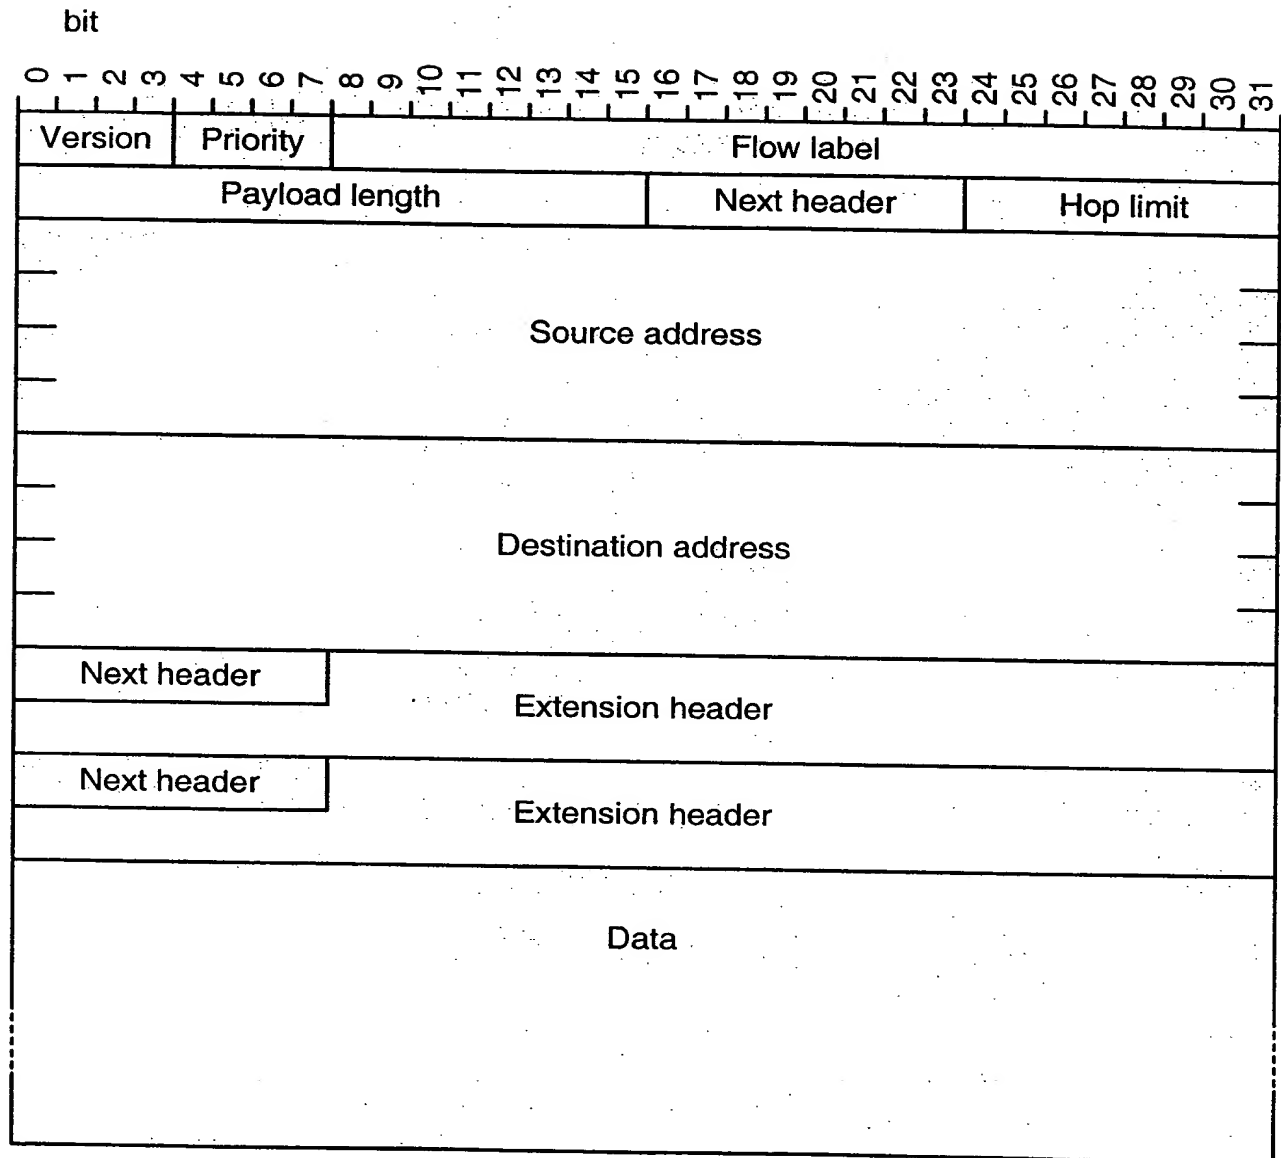 bit
0 1 2 3 4 5 6 7 8 9 10 11 12 13 14 15 16 17 18 19 20 21 22 23 24 25 26 27 28 29 30 31
Version Priority Flow label
Payload length Next header Hop limit
Source address
Destination address
Next header
Extension header
Next header
Extension header
Data